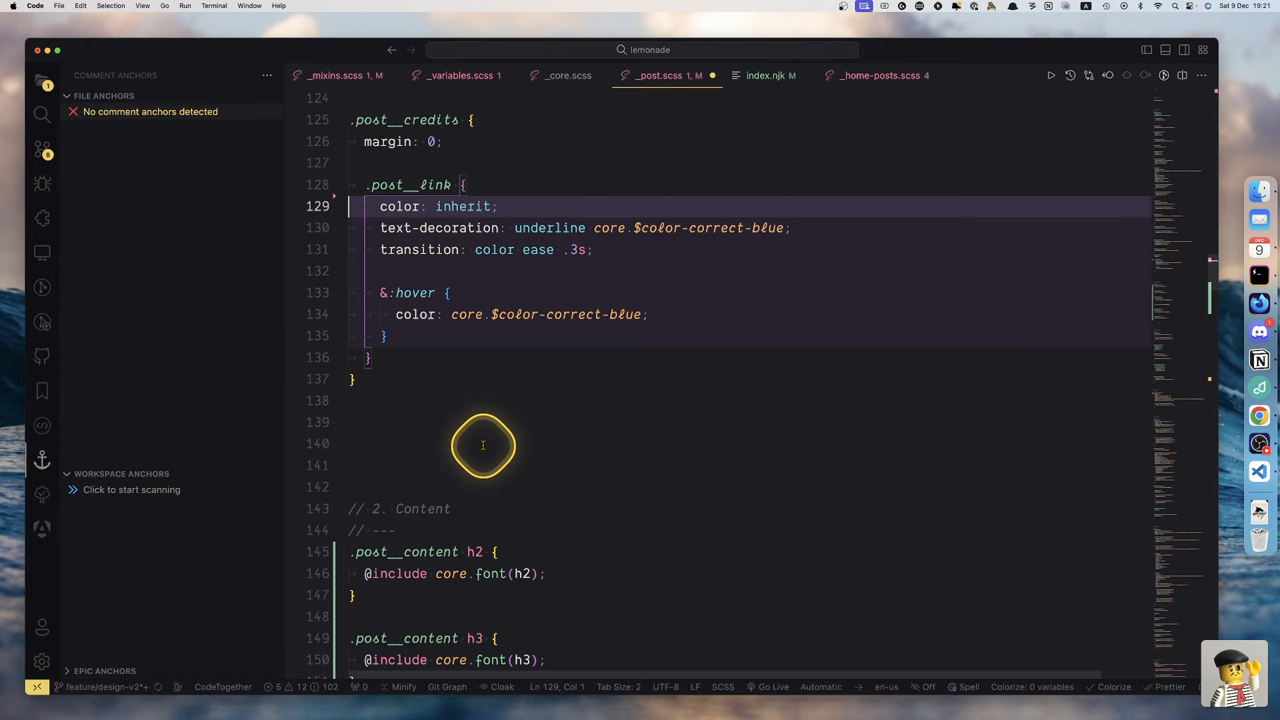 Code File Edit Selection View Go Run Terminal Window Help
Sat 9 Dec 19:21
lemonade
COMMENT ANCHORS
_mixins.scss 1, M
_variables.scss 1
_core.scss
_post.scss 1, M
index.njk M
_home-posts.scss 4
FILE ANCHORS
No comment anchors detected
124
125 .post__credits {
126 margin: 0;
127
128 .post__link
129 color: inherit;
130 text-decoration: underline core.$color-correct-blue;
131 transition: color ease .3s;
132
133 &:hover {
134 color: core.$color-correct-blue;
135 }
136 }
137 }
138
139
140
141
142
143 // 2. Content
144 // ---
145 .post__content h2 {
146 @include core.font(h2);
147 }
148
149 .post__content h3 {
150 @include core.font(h3);
WORKSPACE ANCHORS
Click to start scanning
EPIC ANCHORS
feature/design-v2*+ CodeTogether 5 12 102 0 Minify Git Graph Cloak 129, Col 1 Tab Size: 2 UTF-8 LF SCSS Go Live Automatic en-us Off Spell Colorize: 0 variables Colorize Prettier